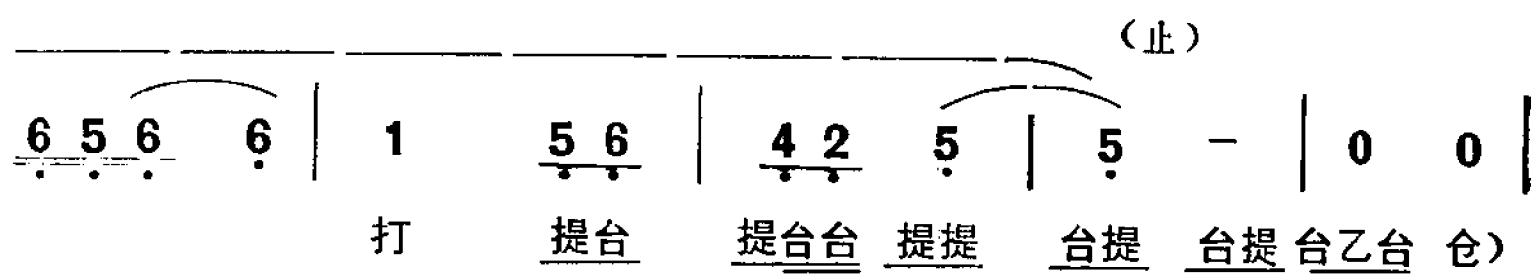 （止）
6 5 6 6 | 1 5 6 | 4 2 5 | 5 － | 0 0 ‖
打 提台 提台台 提提 台提 台提 台乙台 仓）